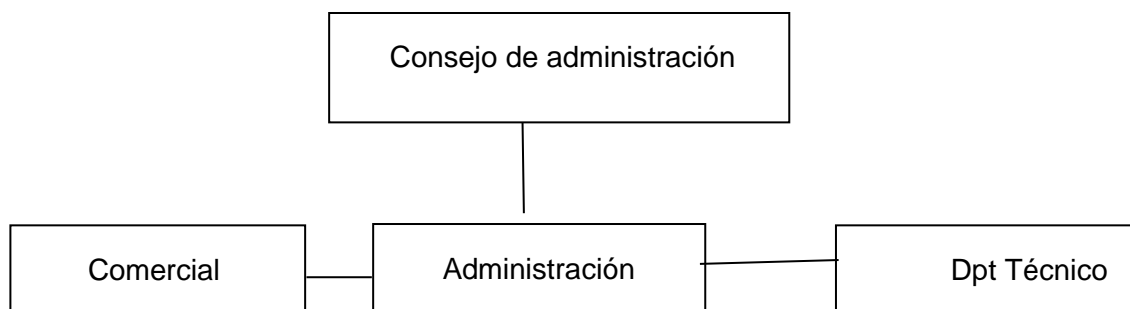 Consejo de administración
Comercial
Administración
Dpt Técnico